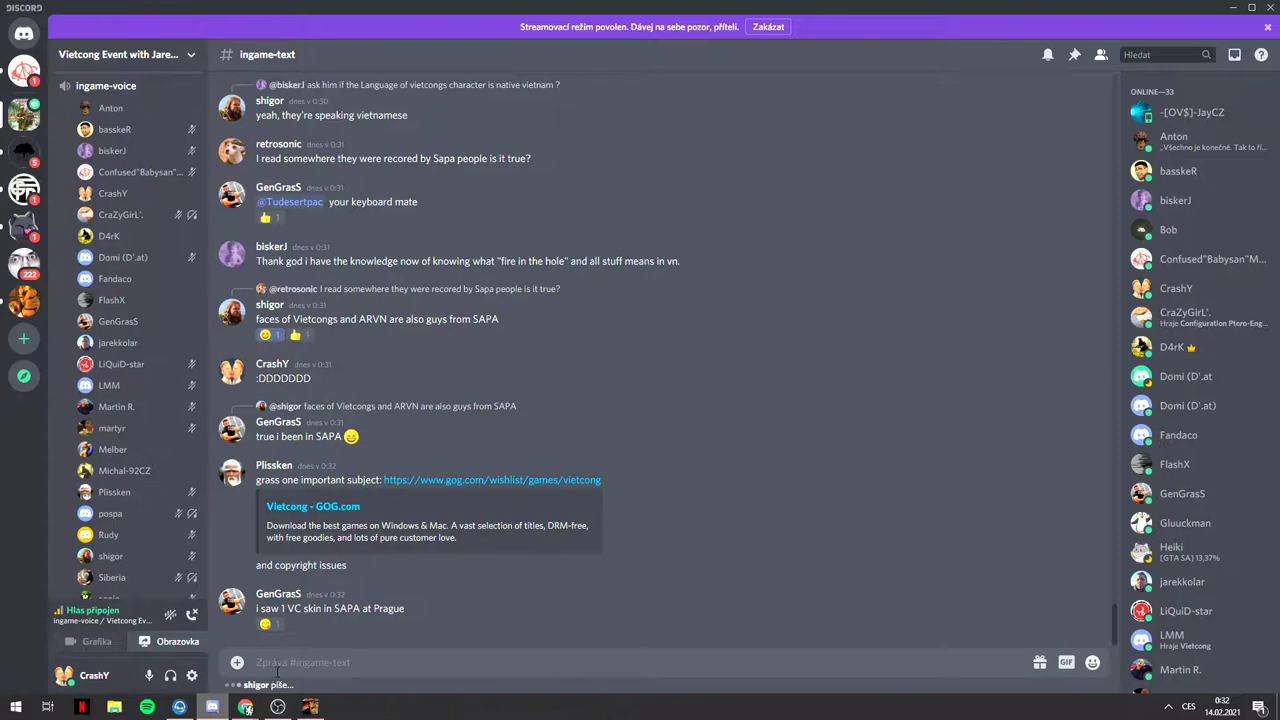 DISCORD
Streamovací režim povolen. Dávej na sebe pozor, příteli.
Zakázat
Vietcong Event with Jare...
# ingame-text
Hledat
ingame-voice
Anton
basskeR
biskerJ
Confused"Babysan"...
CrashY
CraZyGirL'.
D4rK
Domi (D'.at)
Fandaco
FlashX
GenGrasS
jarekkolar
LiQuiD-star
LMM
Martin R.
martyr
Melber
Michal-92CZ
Plissken
pospa
Rudy
shigor
Siberia
Hlas připojen
ingame-voice / Vietcong Ev...
Grafika
Obrazovka
CrashY
1
5
1
1
222
@biskerJ ask him if the Language of vietcongs character is native vietnam ?
shigor dnes v 0:30
yeah, they're speaking vietnamese
retrosonic dnes v 0:31
I read somewhere they were recored by Sapa people is it true?
GenGrasS dnes v 0:31
@Tudesertpac your keyboard mate
1
biskerJ dnes v 0:31
Thank god i have the knowledge now of knowing what "fire in the hole" and all stuff means in vn.
@retrosonic I read somewhere they were recored by Sapa people is it true?
shigor dnes v 0:31
faces of Vietcongs and ARVN are also guys from SAPA
1 1
CrashY dnes v 0:31
:DDDDDDD
@shigor faces of Vietcongs and ARVN are also guys from SAPA
GenGrasS dnes v 0:31
true i been in SAPA
Plissken dnes v 0:32
grass one important subject: https://www.gog.com/wishlist/games/vietcong
Vietcong - GOG.com
Download the best games on Windows & Mac. A vast selection of titles, DRM-free,
with free goodies, and lots of pure customer love.
and copyright issues
GenGrasS dnes v 0:32
i saw 1 VC skin in SAPA at Prague
1
Zpráva #ingame-text
GIF
shigor píše...
ONLINE—33
-[OV$]-JayCZ
Anton
„Všechno je konečné. Tak to ří...
basskeR
biskerJ
Bob
Confused"Babysan"M...
CrashY
CraZyGirL'.
Hraje Configuration Ptero-Eng...
D4rK
Domi (D'.at
Domi (D'.at)
Fandaco
FlashX
GenGrasS
Gluuckman
Heiki
[GTA SA] 13,37%
jarekkolar
LiQUiD-star
LMM
Hraje Vietcong
Martin R.
CES
0:32
14.02.2021
1